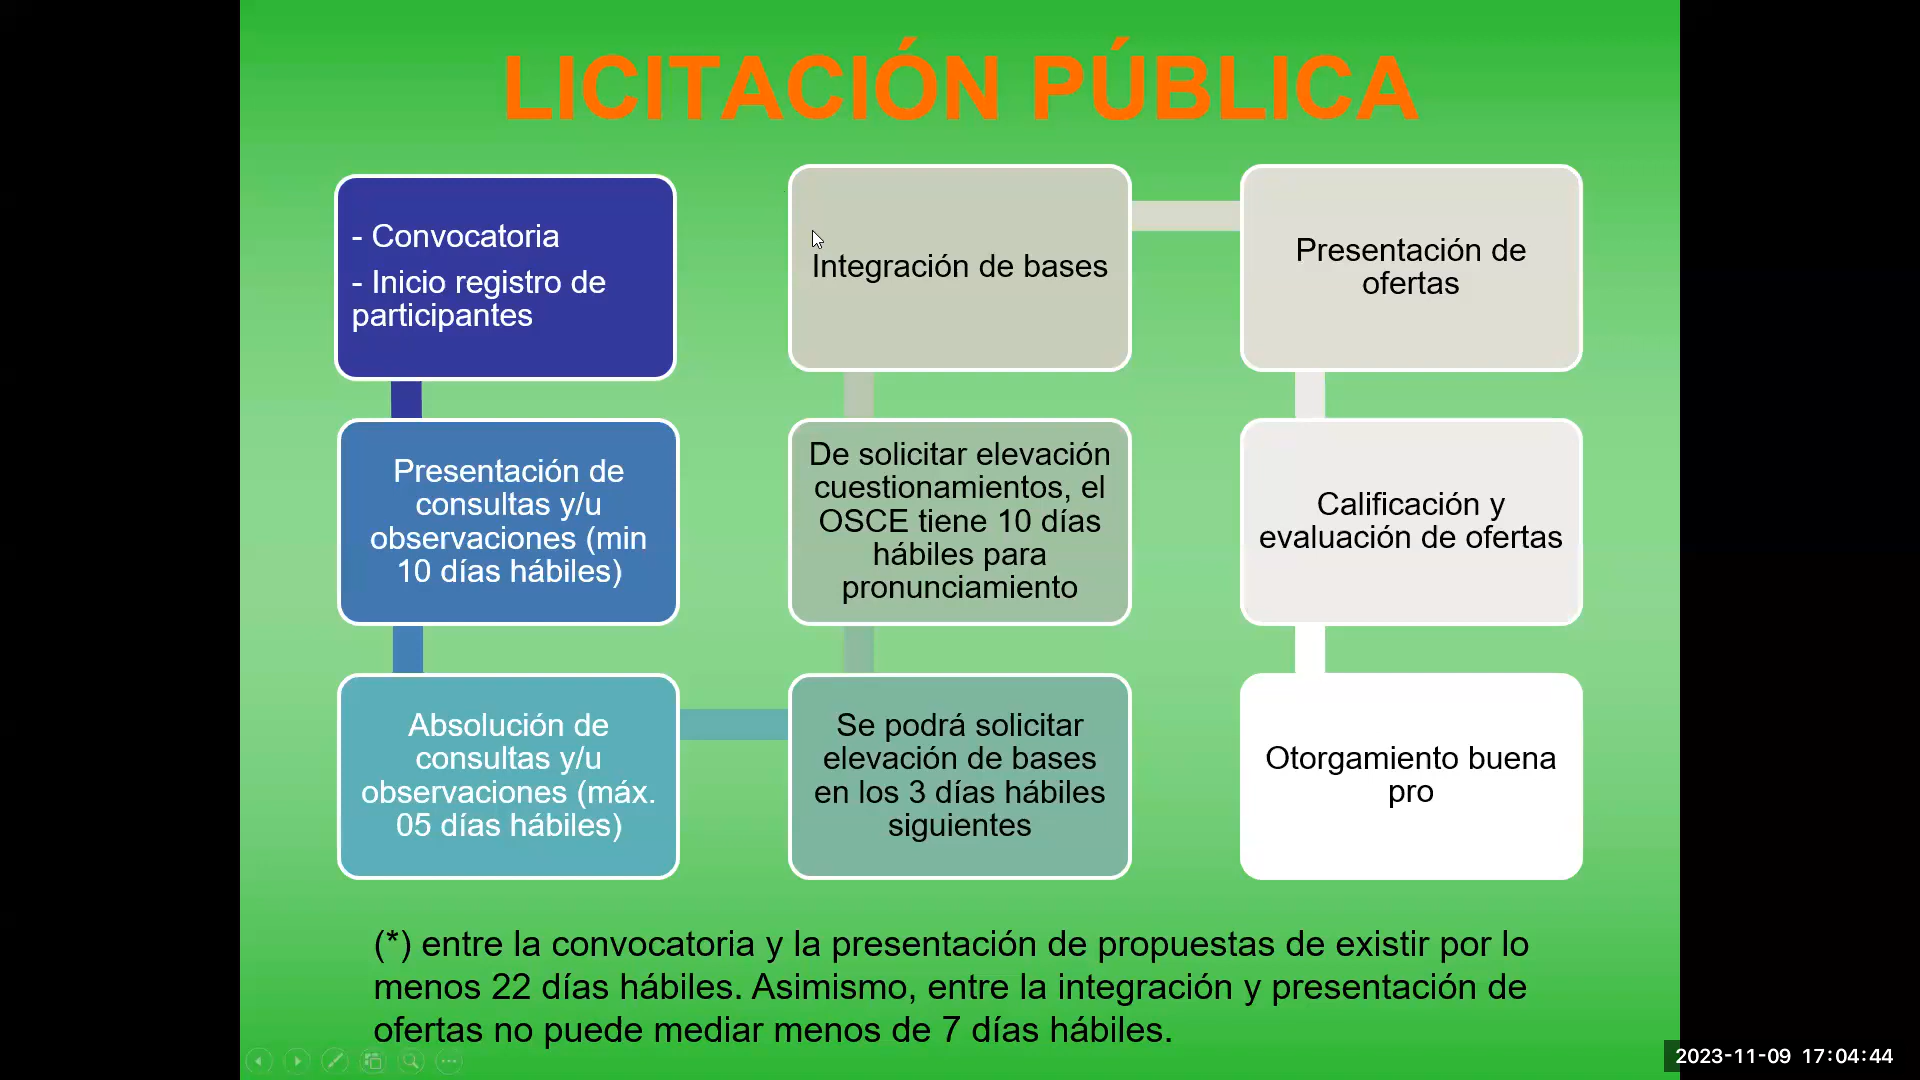 LICITACIÓN PÚBLICA
- Convocatoria
- Inicio registro de
participantes
Presentación de
consultas y/u
observaciones (min
10 días hábiles)
Absolución de
consultas y/u
observaciones (máx.
05 días hábiles)
Se podrá solicitar
elevación de bases
en los 3 días hábiles
siguientes
De solicitar elevación
cuestionamientos, el
OSCE tiene 10 días
hábiles para
pronunciamiento
Integración de bases
Presentación de
ofertas
Calificación y
evaluación de ofertas
Otorgamiento buena
pro
(*) entre la convocatoria y la presentación de propuestas de existir por lo
menos 22 días hábiles. Asimismo, entre la integración y presentación de
ofertas no puede mediar menos de 7 días hábiles.
2023-11-09 17:04:44